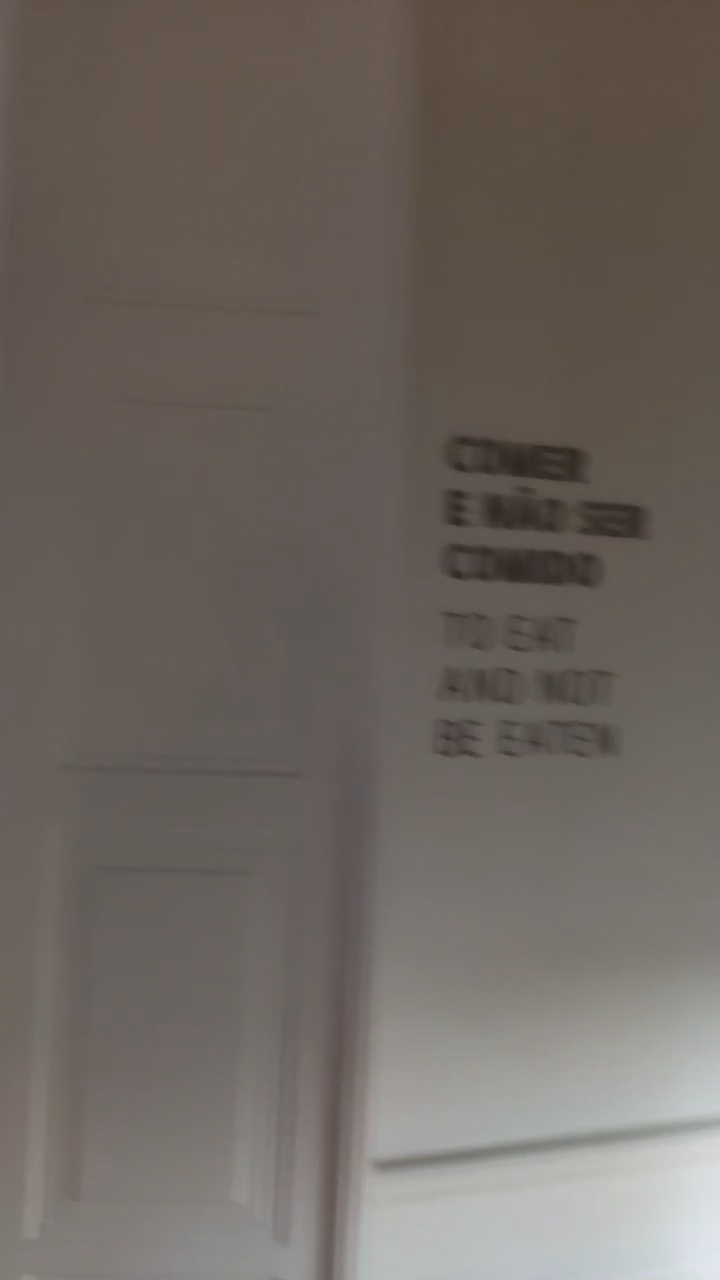 COMER
E NÃO SER
COMIDO
TO EAT
AND NOT
BE EATEN